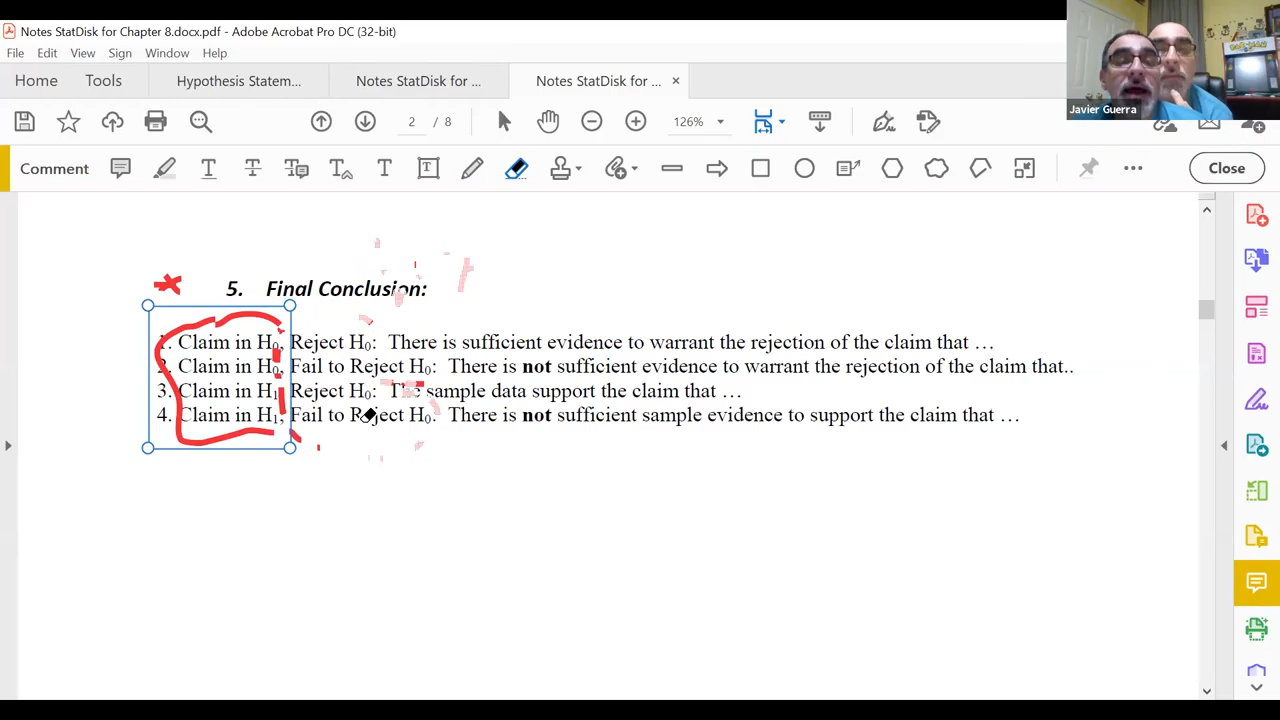 Notes StatDisk for Chapter 8.docx.pdf - Adobe Acrobat Pro DC (32-bit)
File Edit View Sign Window Help
Home Tools Hypothesis Statem... Notes StatDisk for ... Notes StatDisk for ... ×
Javier Guerra
2 / 8 126%
Comment Close
5. Final Conclusion:
1. Claim in H₀, Reject H₀: There is sufficient evidence to warrant the rejection of the claim that …
2. Claim in H₀, Fail to Reject H₀: There is not sufficient evidence to warrant the rejection of the claim that..
3. Claim in H₁, Reject H₀: The sample data support the claim that …
4. Claim in H₁, Fail to Reject H₀: There is not sufficient sample evidence to support the claim that …